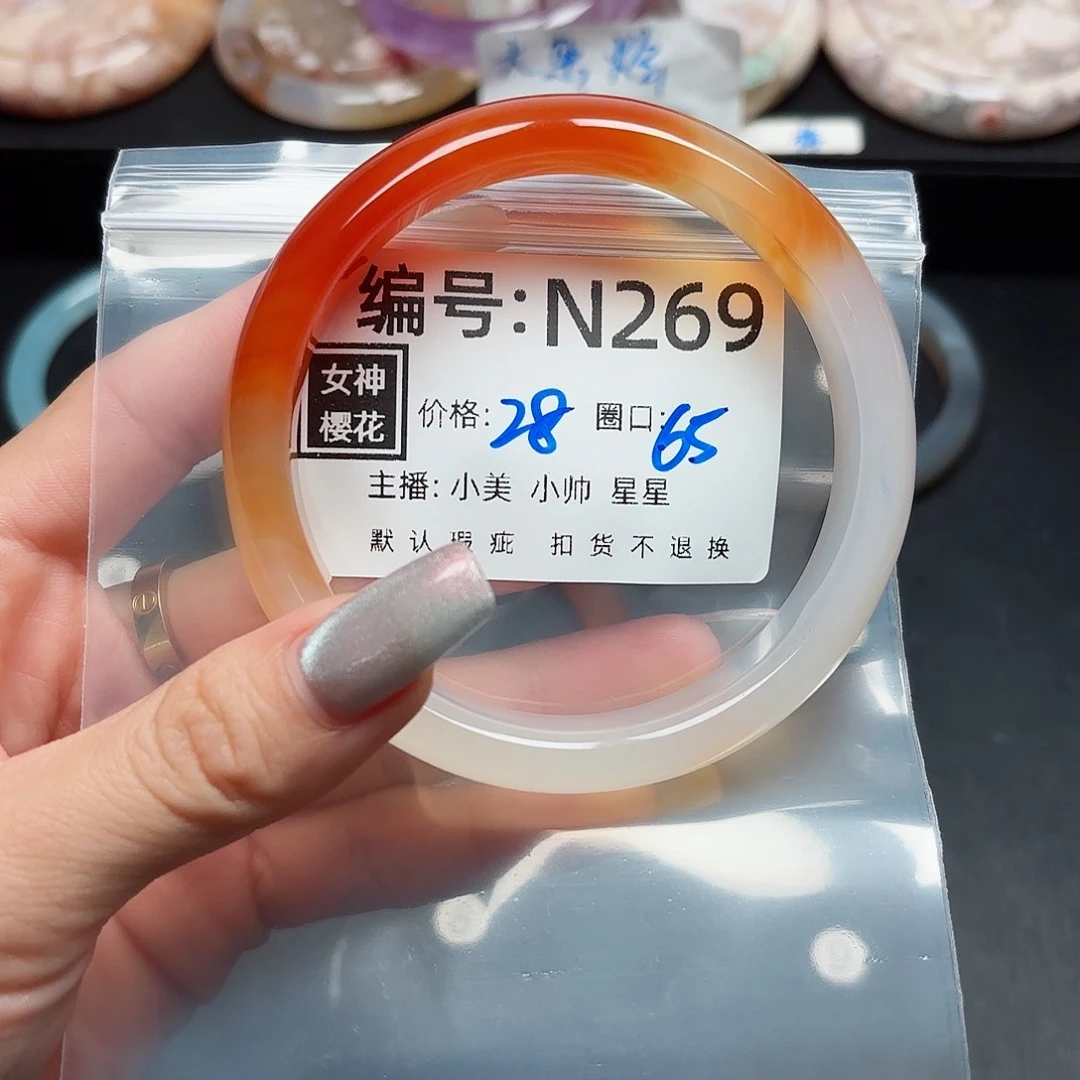 编号:N269
女神
樱花
价格:28 圈口:65
主播:小美 小帅 星星
默认瑕疵 扣货不退换